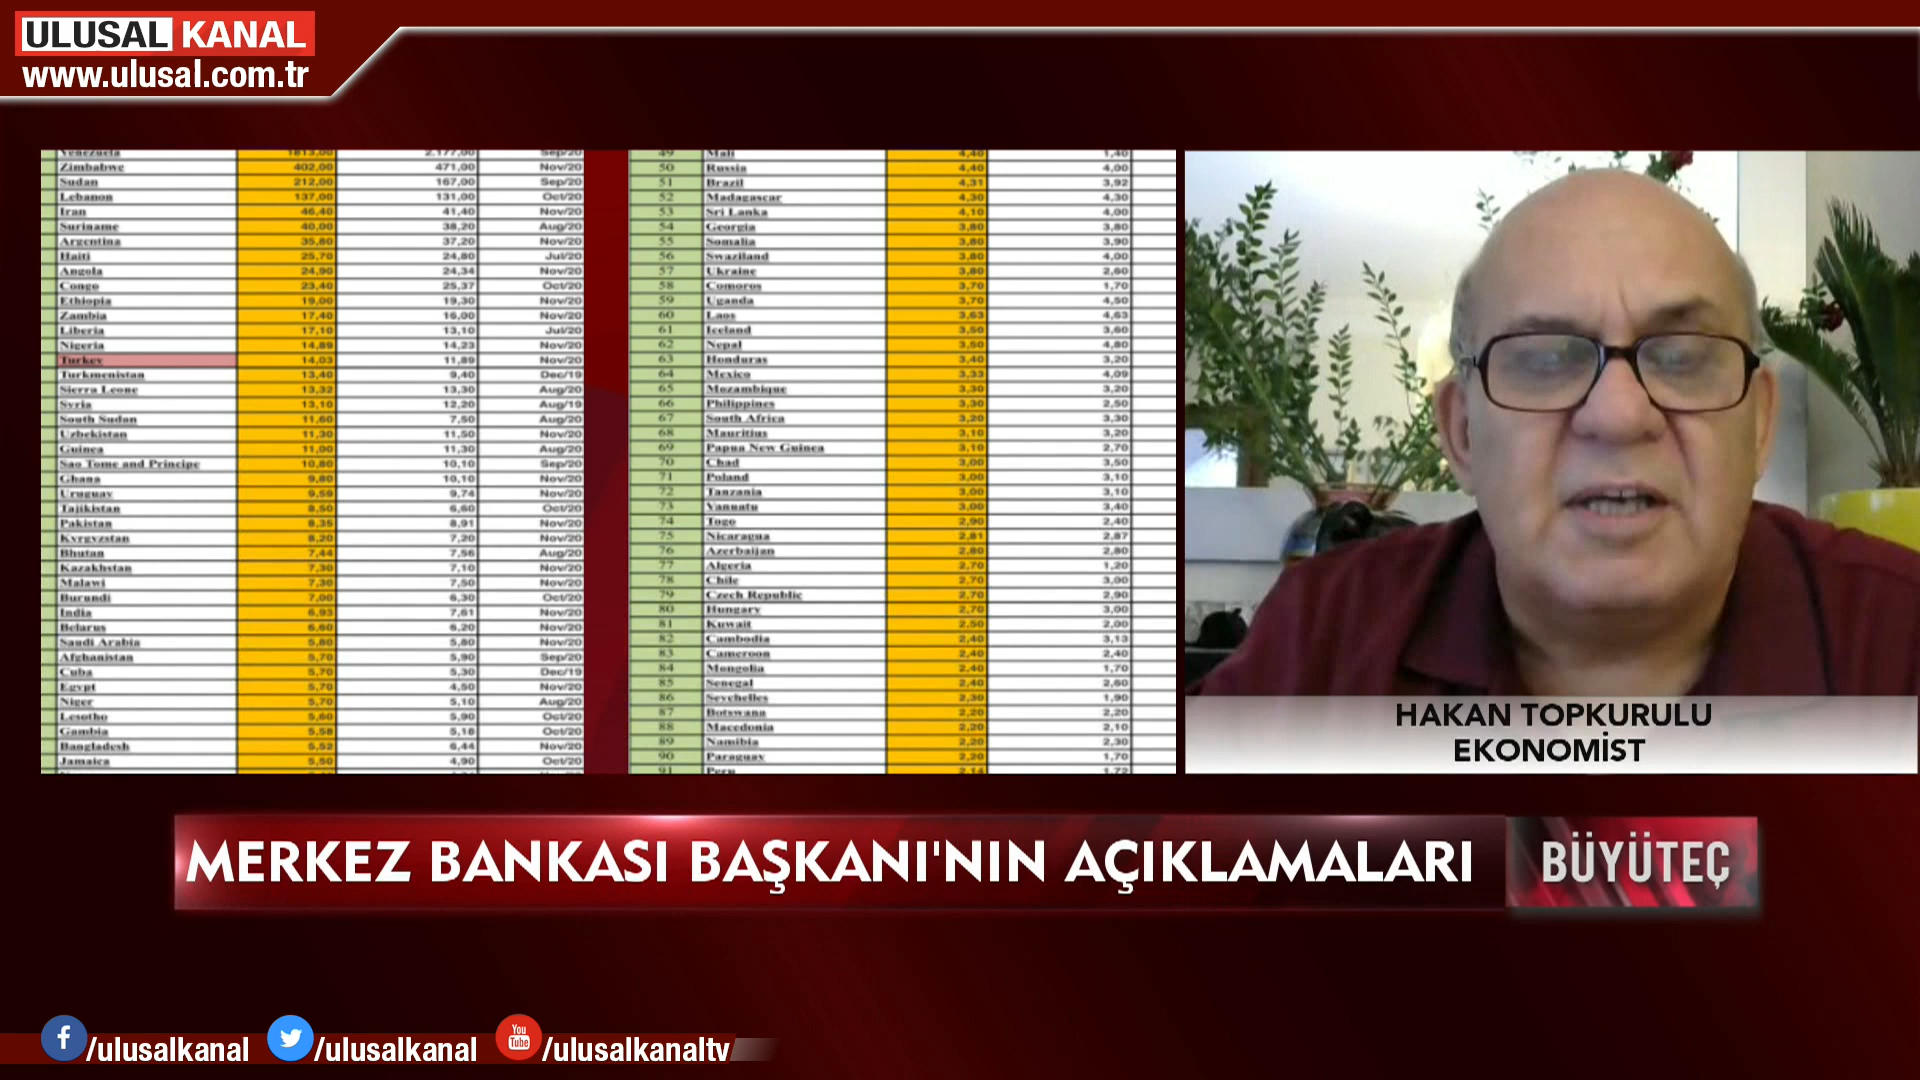 ULUSAL KANAL
www.ulusal.com.tr
Venezuela 1813,00 2.177,00 Sep/20
Zimbabwe 402,00 471,00 Nov/20
Sudan 212,00 167,00 Sep/20
Lebanon 137,00 131,00 Oct/20
Iran 46,40 41,40 Nov/20
Suriname 40,00 38,20 Aug/20
Argentina 35,80 37,20 Nov/20
Haiti 25,70 24,80 Jul/20
Angola 24,90 24,34 Nov/20
Congo 23,40 25,37 Oct/20
Ethiopia 19,00 19,30 Nov/20
Zambia 17,40 16,00 Nov/20
Liberia 17,10 13,10 Jul/20
Nigeria 14,89 14,23 Nov/20
Turkey 14,03 11,89 Nov/20
Turkmenistan 13,40 9,40 Dec/19
Sierra Leone 13,32 13,30 Aug/20
Syria 13,10 12,20 Aug/19
South Sudan 11,60 7,50 Aug/20
Uzbekistan 11,30 11,50 Nov/20
Guinea 11,00 11,30 Aug/20
Sao Tome and Principe 10,80 10,10 Sep/20
Ghana 9,80 10,10 Nov/20
Uruguay 9,59 9,74 Nov/20
Tajikistan 8,50 6,60 Oct/20
Pakistan 8,35 8,91 Nov/20
Kyrgyzstan 8,20 7,20 Nov/20
Bhutan 7,44 7,56 Aug/20
Kazakhstan 7,30 7,10 Nov/20
Malawi 7,30 7,50 Nov/20
Burundi 7,00 6,30 Oct/20
India 6,93 7,61 Nov/20
Belarus 6,60 6,20 Nov/20
Saudi Arabia 5,80 5,80 Nov/20
Afghanistan 5,70 5,90 Sep/20
Cuba 5,70 5,30 Dec/19
Egypt 5,70 4,50 Nov/20
Niger 5,70 5,10 Aug/20
Lesotho 5,60 5,90 Oct/20
Gambia 5,58 5,18 Oct/20
Bangladesh 5,52 6,44 Nov/20
Jamaica 5,50 4,90 Oct/20
49 Mali 4,40 1,40
50 Russia 4,40 4,00
51 Brazil 4,31 3,92
52 Madagascar 4,30 4,30
53 Sri Lanka 4,10 4,00
54 Georgia 3,80 3,80
55 Somalia 3,80 3,90
56 Swaziland 3,80 4,00
57 Ukraine 3,80 2,60
58 Comoros 3,70 1,70
59 Uganda 3,70 4,50
60 Laos 3,63 4,63
61 Iceland 3,50 3,60
62 Nepal 3,50 4,80
63 Honduras 3,40 3,20
64 Mexico 3,33 4,09
65 Mozambique 3,30 3,20
66 Philippines 3,30 2,50
67 South Africa 3,20 3,30
68 Mauritius 3,10 3,20
69 Papua New Guinea 3,10 2,70
70 Chad 3,00 3,50
71 Poland 3,00 3,10
72 Tanzania 3,00 3,10
73 Vanuatu 3,00 3,40
74 Togo 2,90 2,40
75 Nicaragua 2,81 2,87
76 Azerbaijan 2,80 2,80
77 Algeria 2,70 1,20
78 Chile 2,70 3,00
79 Czech Republic 2,70 2,90
80 Hungary 2,70 3,00
81 Kuwait 2,50 2,00
82 Cambodia 2,40 3,13
83 Cameroon 2,40 2,40
84 Mongolia 2,40 1,70
85 Senegal 2,40 2,60
86 Seychelles 2,30 1,90
87 Botswana 2,20 2,20
88 Macedonia 2,20 2,10
89 Namibia 2,20 2,30
90 Paraguay 2,20 1,70
91 Peru 2,14 1,72
HAKAN TOPKURULU
EKONOMİST
MERKEZ BANKASI BAŞKANI'NIN AÇIKLAMALARI
BÜYÜTEÇ
f /ulusalkanal /ulusalkanal You Tube /ulusalkanaltv